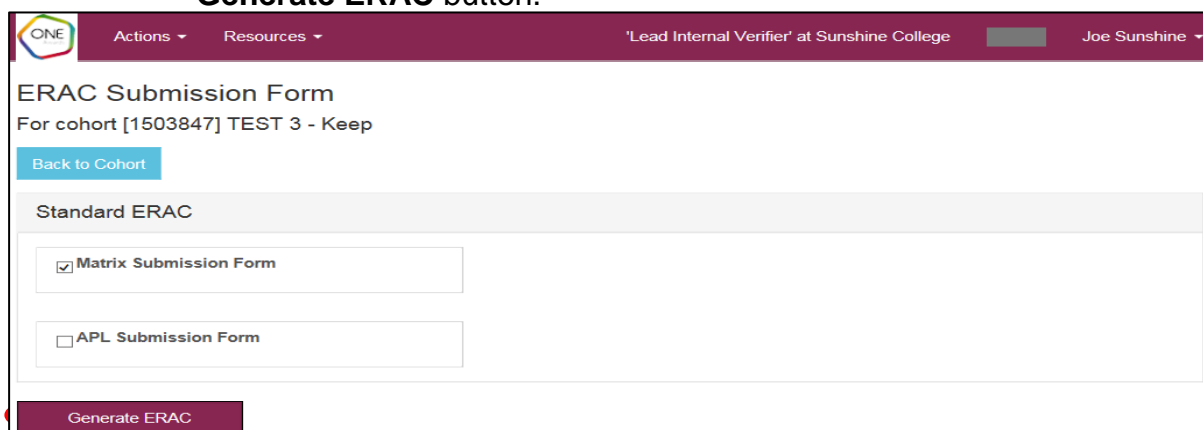 Generate ERAC button.
ONE Actions Resources 'Lead Internal Verifier' at Sunshine College Joe Sunshine
ERAC Submission Form
For cohort [1503847] TEST 3 - Keep
Back to Cohort
Standard ERAC
Matrix Submission Form
APL Submission Form
Generate ERAC